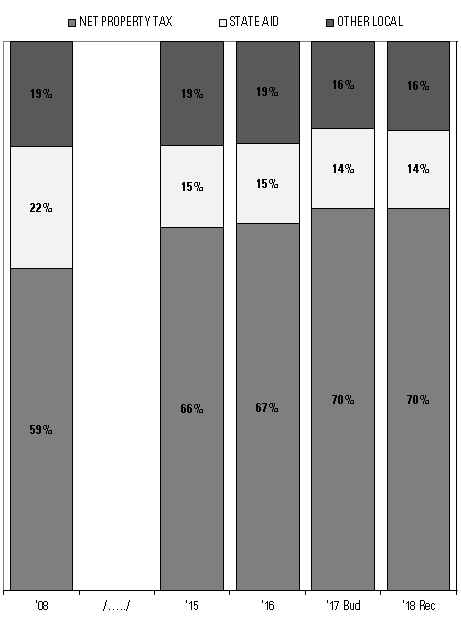 NET PROPERTY TAX STATE AID OTHER LOCAL
19% 19% 19% 16% 16%
22% 15% 15% 14% 14%
59% 66% 67% 70% 70%
'08 /…../ '15 '16 '17 Bud '18 Rec